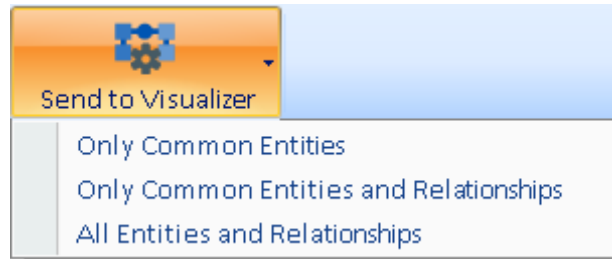 Send to Visualizer
Only Common Entities
Only Common Entities and Relationships
All Entities and Relationships